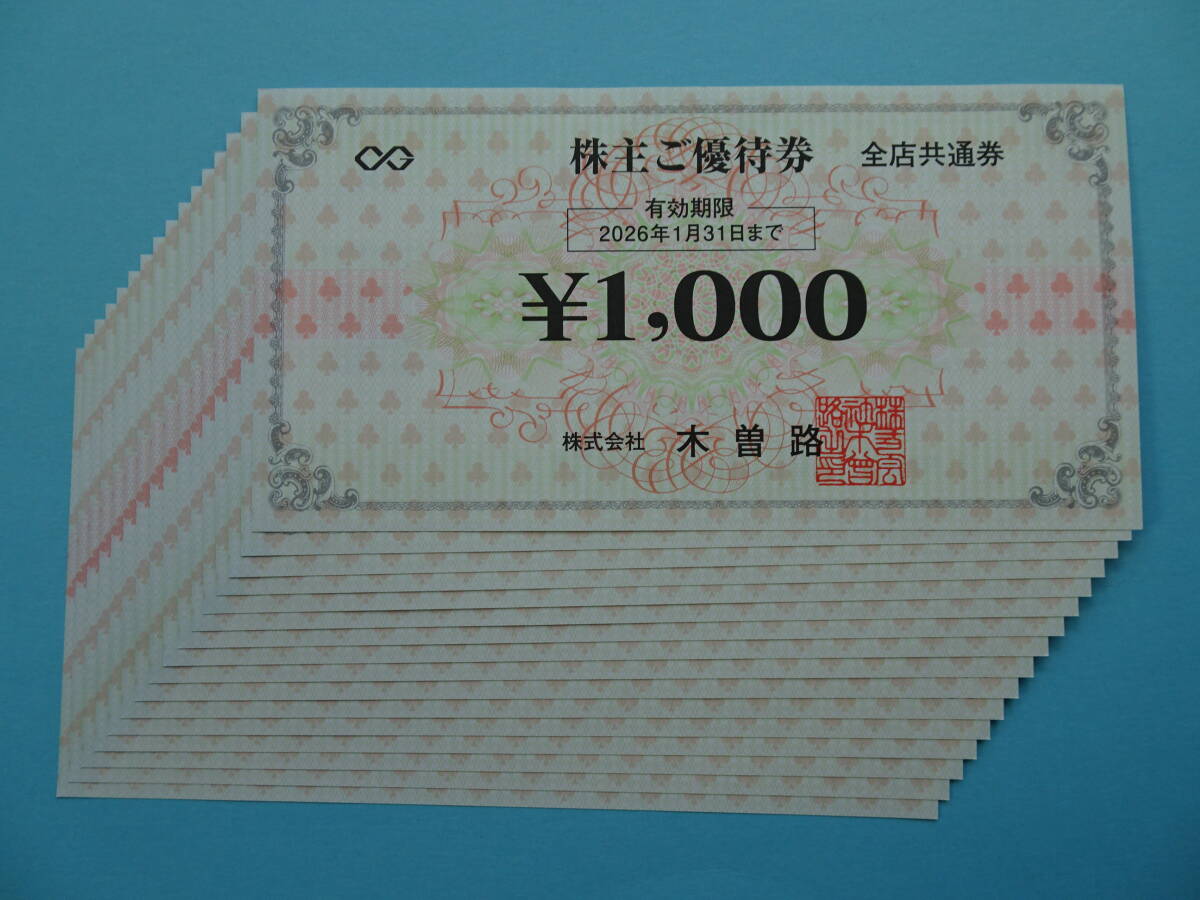 株主ご優待券 全店共通券
有効期限
2026年1月31日まで
¥1,000
株式会社 木曽路